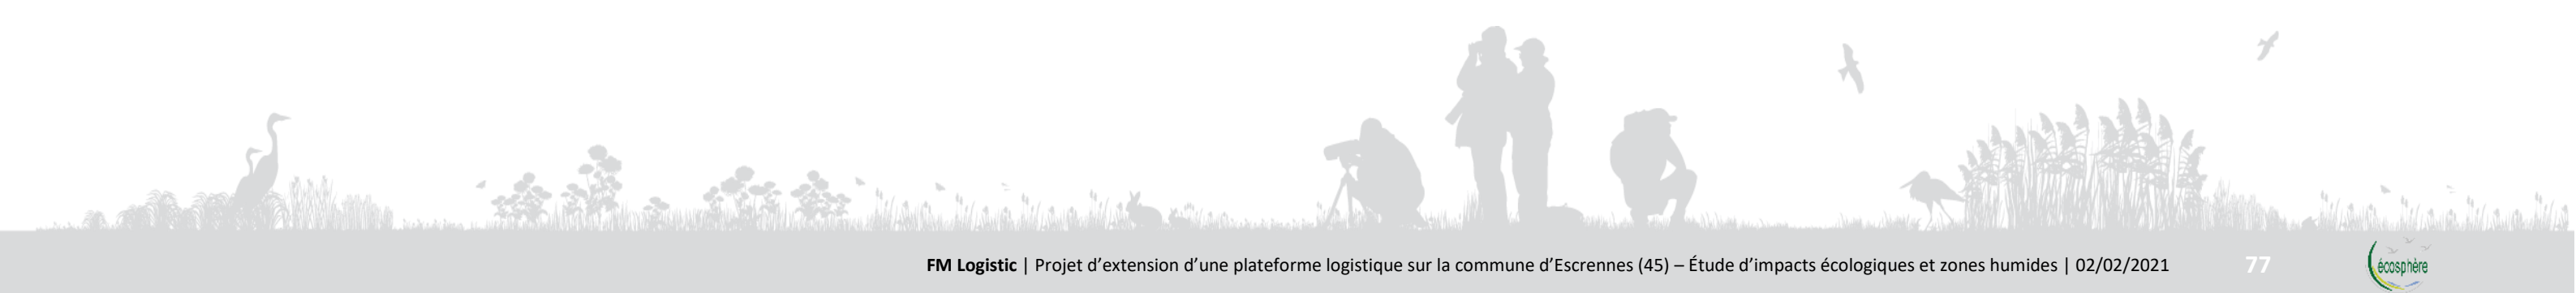 FM Logistic | Projet d'extension d'une plateforme logistique sur la commune d'Escrennes (45) – Étude d'impacts écologiques et zones humides | 02/02/2021 77 écosphère